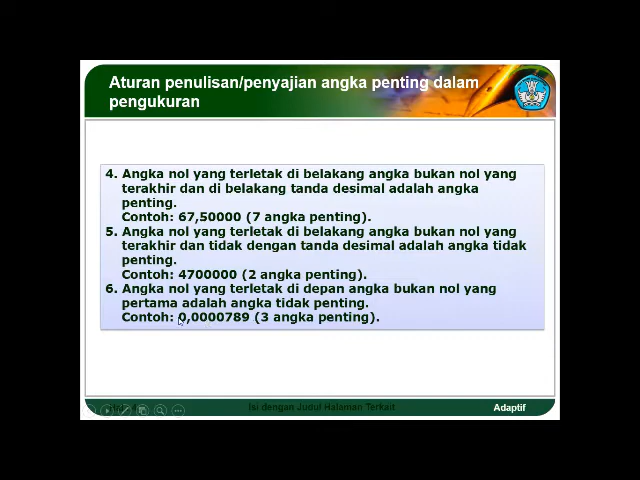 Aturan penulisan/penyajian angka penting dalam
pengukuran
4. Angka nol yang terletak di belakang angka bukan nol yang
terakhir dan di belakang tanda desimal adalah angka
penting.
Contoh: 67,50000 (7 angka penting).
5. Angka nol yang terletak di belakang angka bukan nol yang
terakhir dan tidak dengan tanda desimal adalah angka tidak
penting.
Contoh: 4700000 (2 angka penting).
6. Angka nol yang terletak di depan angka bukan nol yang
pertama adalah angka tidak penting.
Contoh: 0,0000789 (3 angka penting).
Isi dengan Judul Halaman Terkait
Adaptif